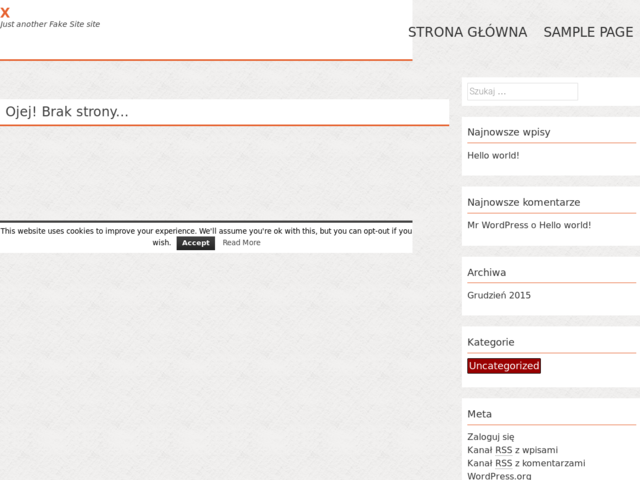 X
Just another Fake Site site
STRONA GŁÓWNA SAMPLE PAGE
Ojej! Brak strony...
This website uses cookies to improve your experience. We'll assume you're ok with this, but you can opt-out if you
wish. Accept Read More
Szukaj ...
Najnowsze wpisy
Hello world!
Najnowsze komentarze
Mr WordPress o Hello world!
Archiwa
Grudzień 2015
Kategorie
Uncategorized
Meta
Zaloguj się
Kanał RSS z wpisami
Kanał RSS z komentarzami
WordPress.org